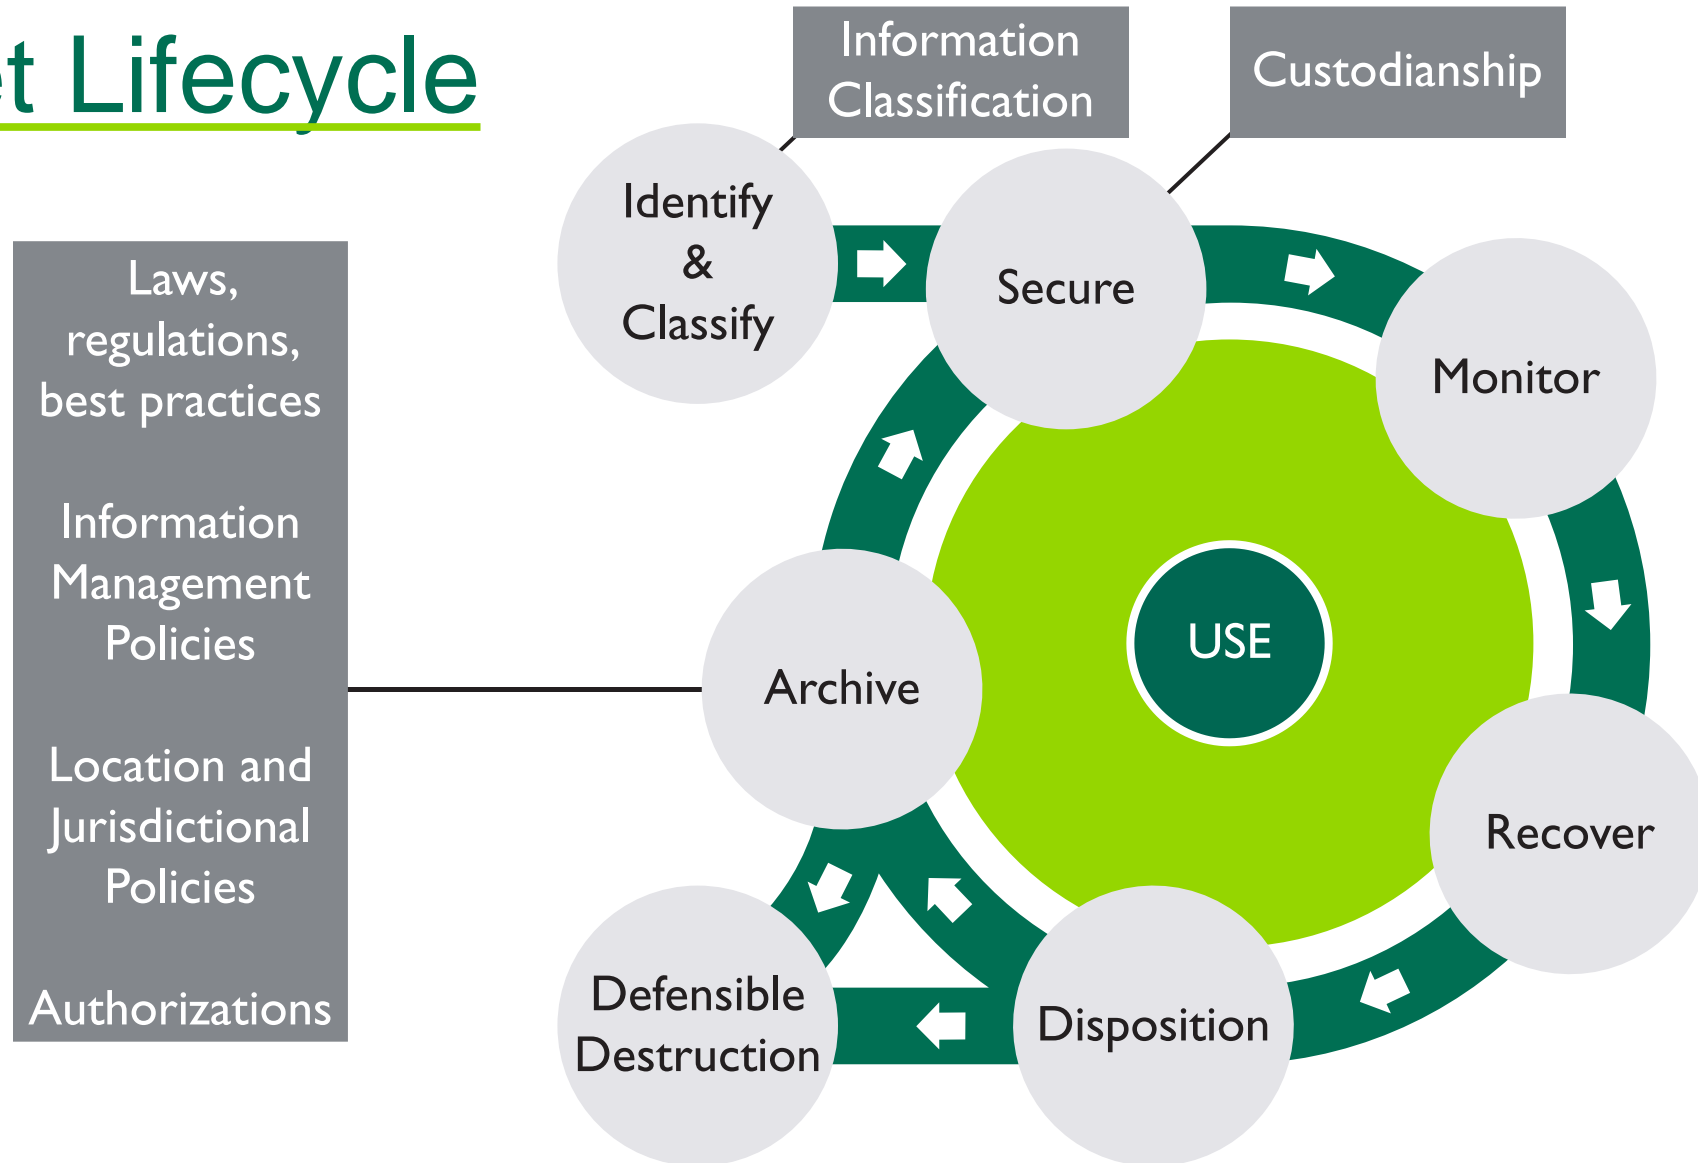 et Lifecycle
Information
Classification
Custodianship
Identify
&
Classify
Secure
Monitor
Laws,
regulations,
best practices
Information
Management
Policies
Location and
Jurisdictional
Policies
Authorizations
USE
Archive
Recover
Defensible
Destruction
Disposition